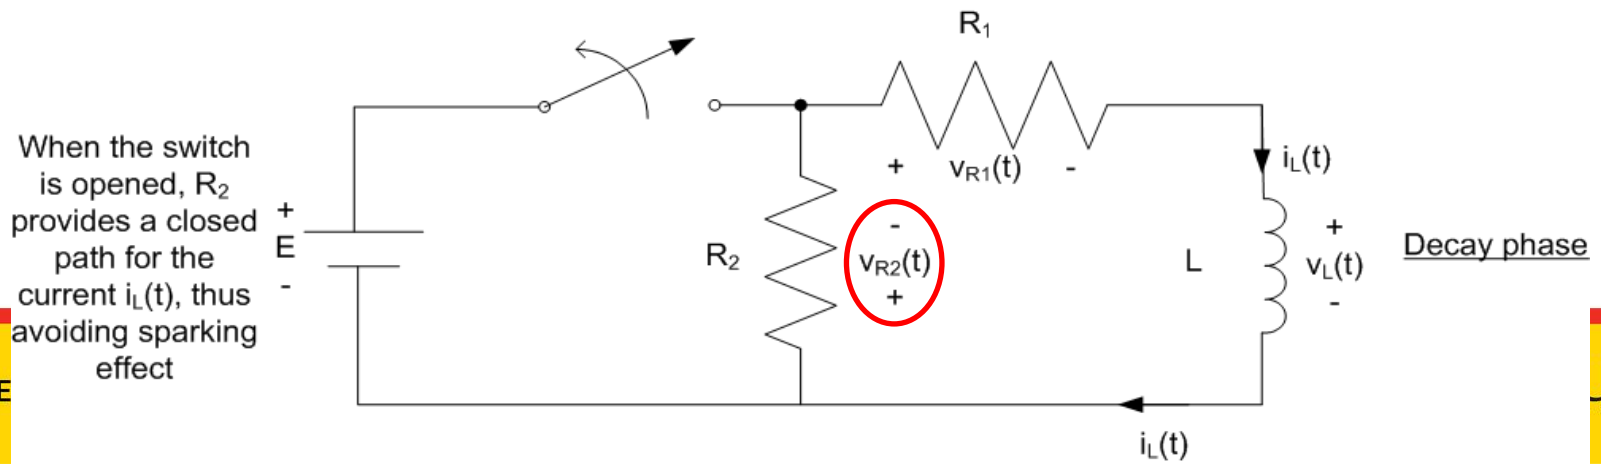 R₁
When the switch
is opened, R₂
provides a closed
path for the
current iL(t), thus
avoiding sparking
effect
+
E
-
R₂
+ vR1(t) -
-
vR2(t)
+
iL(t)
L
+
vL(t)
-
Decay phase
iL(t)
E